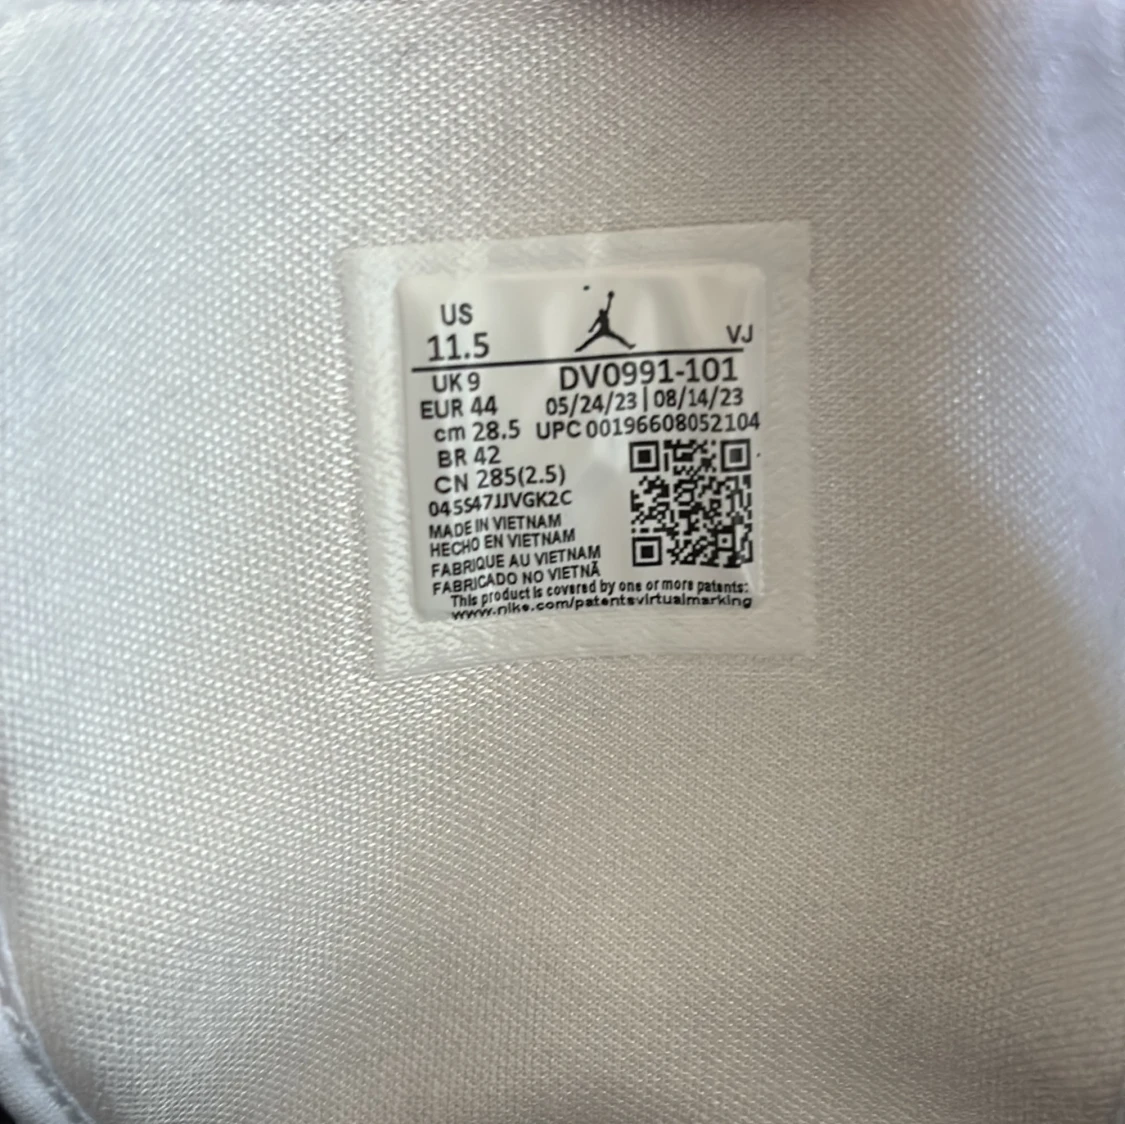 US
11.5
VJ
UK 9
DV0991-101
EUR 44
05/24/23 | 08/14/23
cm 28.5
UPC 00196608052104
BR 42
CN 285(2.5)
045S47JJVGK2C
MADE IN VIETNAM
HECHO EN VIETNAM
FABRIQUE AU VIETNAM
FABRICADO NO VIETNÃ
This product is covered by one or more patents:
www.nike.com/patentsvirtualmarking